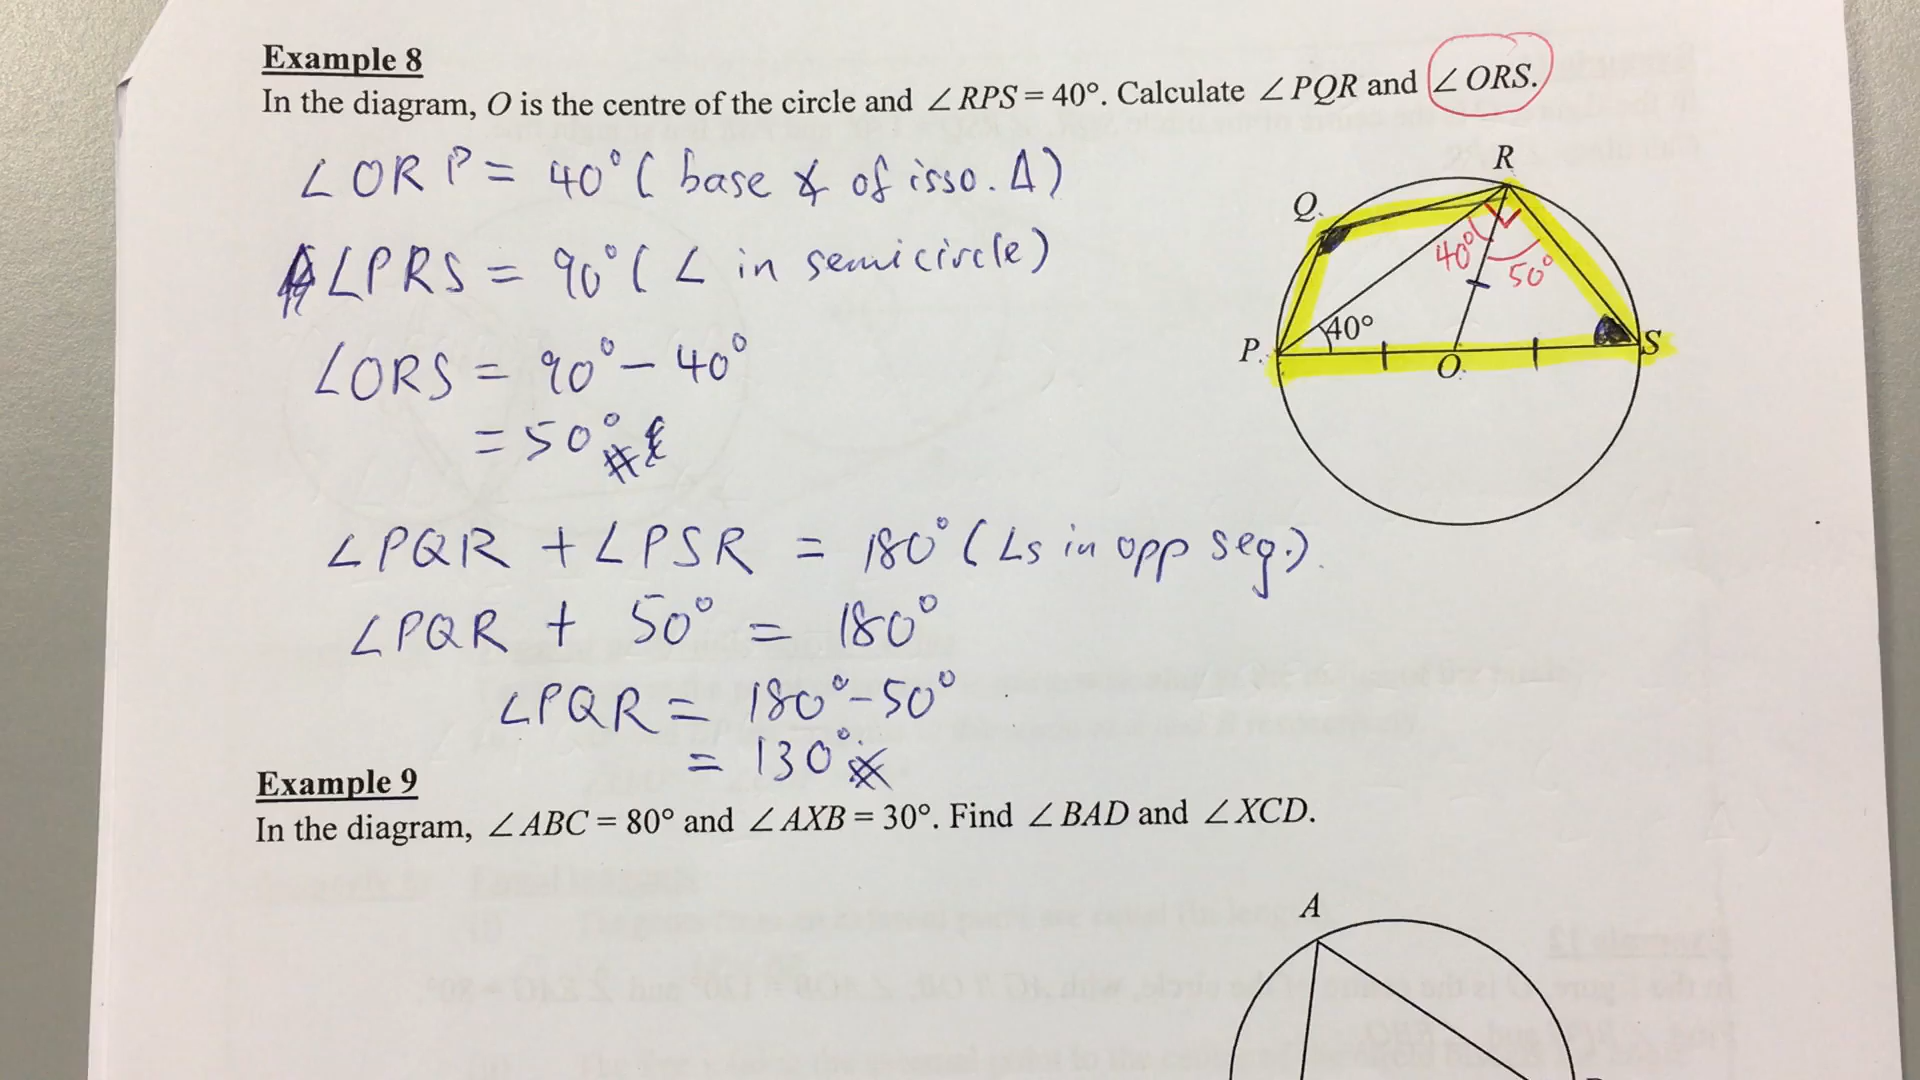 Example 8
In the diagram, O is the centre of the circle and ∠RPS = 40°. Calculate ∠PQR and ∠ORS.
∠ORP = 40° ( base ∡ of isso. Δ)
∠PRS = 90° ( ∠ in semicircle)
∠ORS = 90° − 40°
= 50°
∠PQR + ∠PSR = 180° ( ∠s in opp seg.).
∠PQR + 50° = 180°
∠PQR = 180° − 50°
= 130°
R
Q
40°
50°
40°
P
O
S
Example 9
In the diagram, ∠ABC = 80° and ∠AXB = 30°. Find ∠BAD and ∠XCD.
A